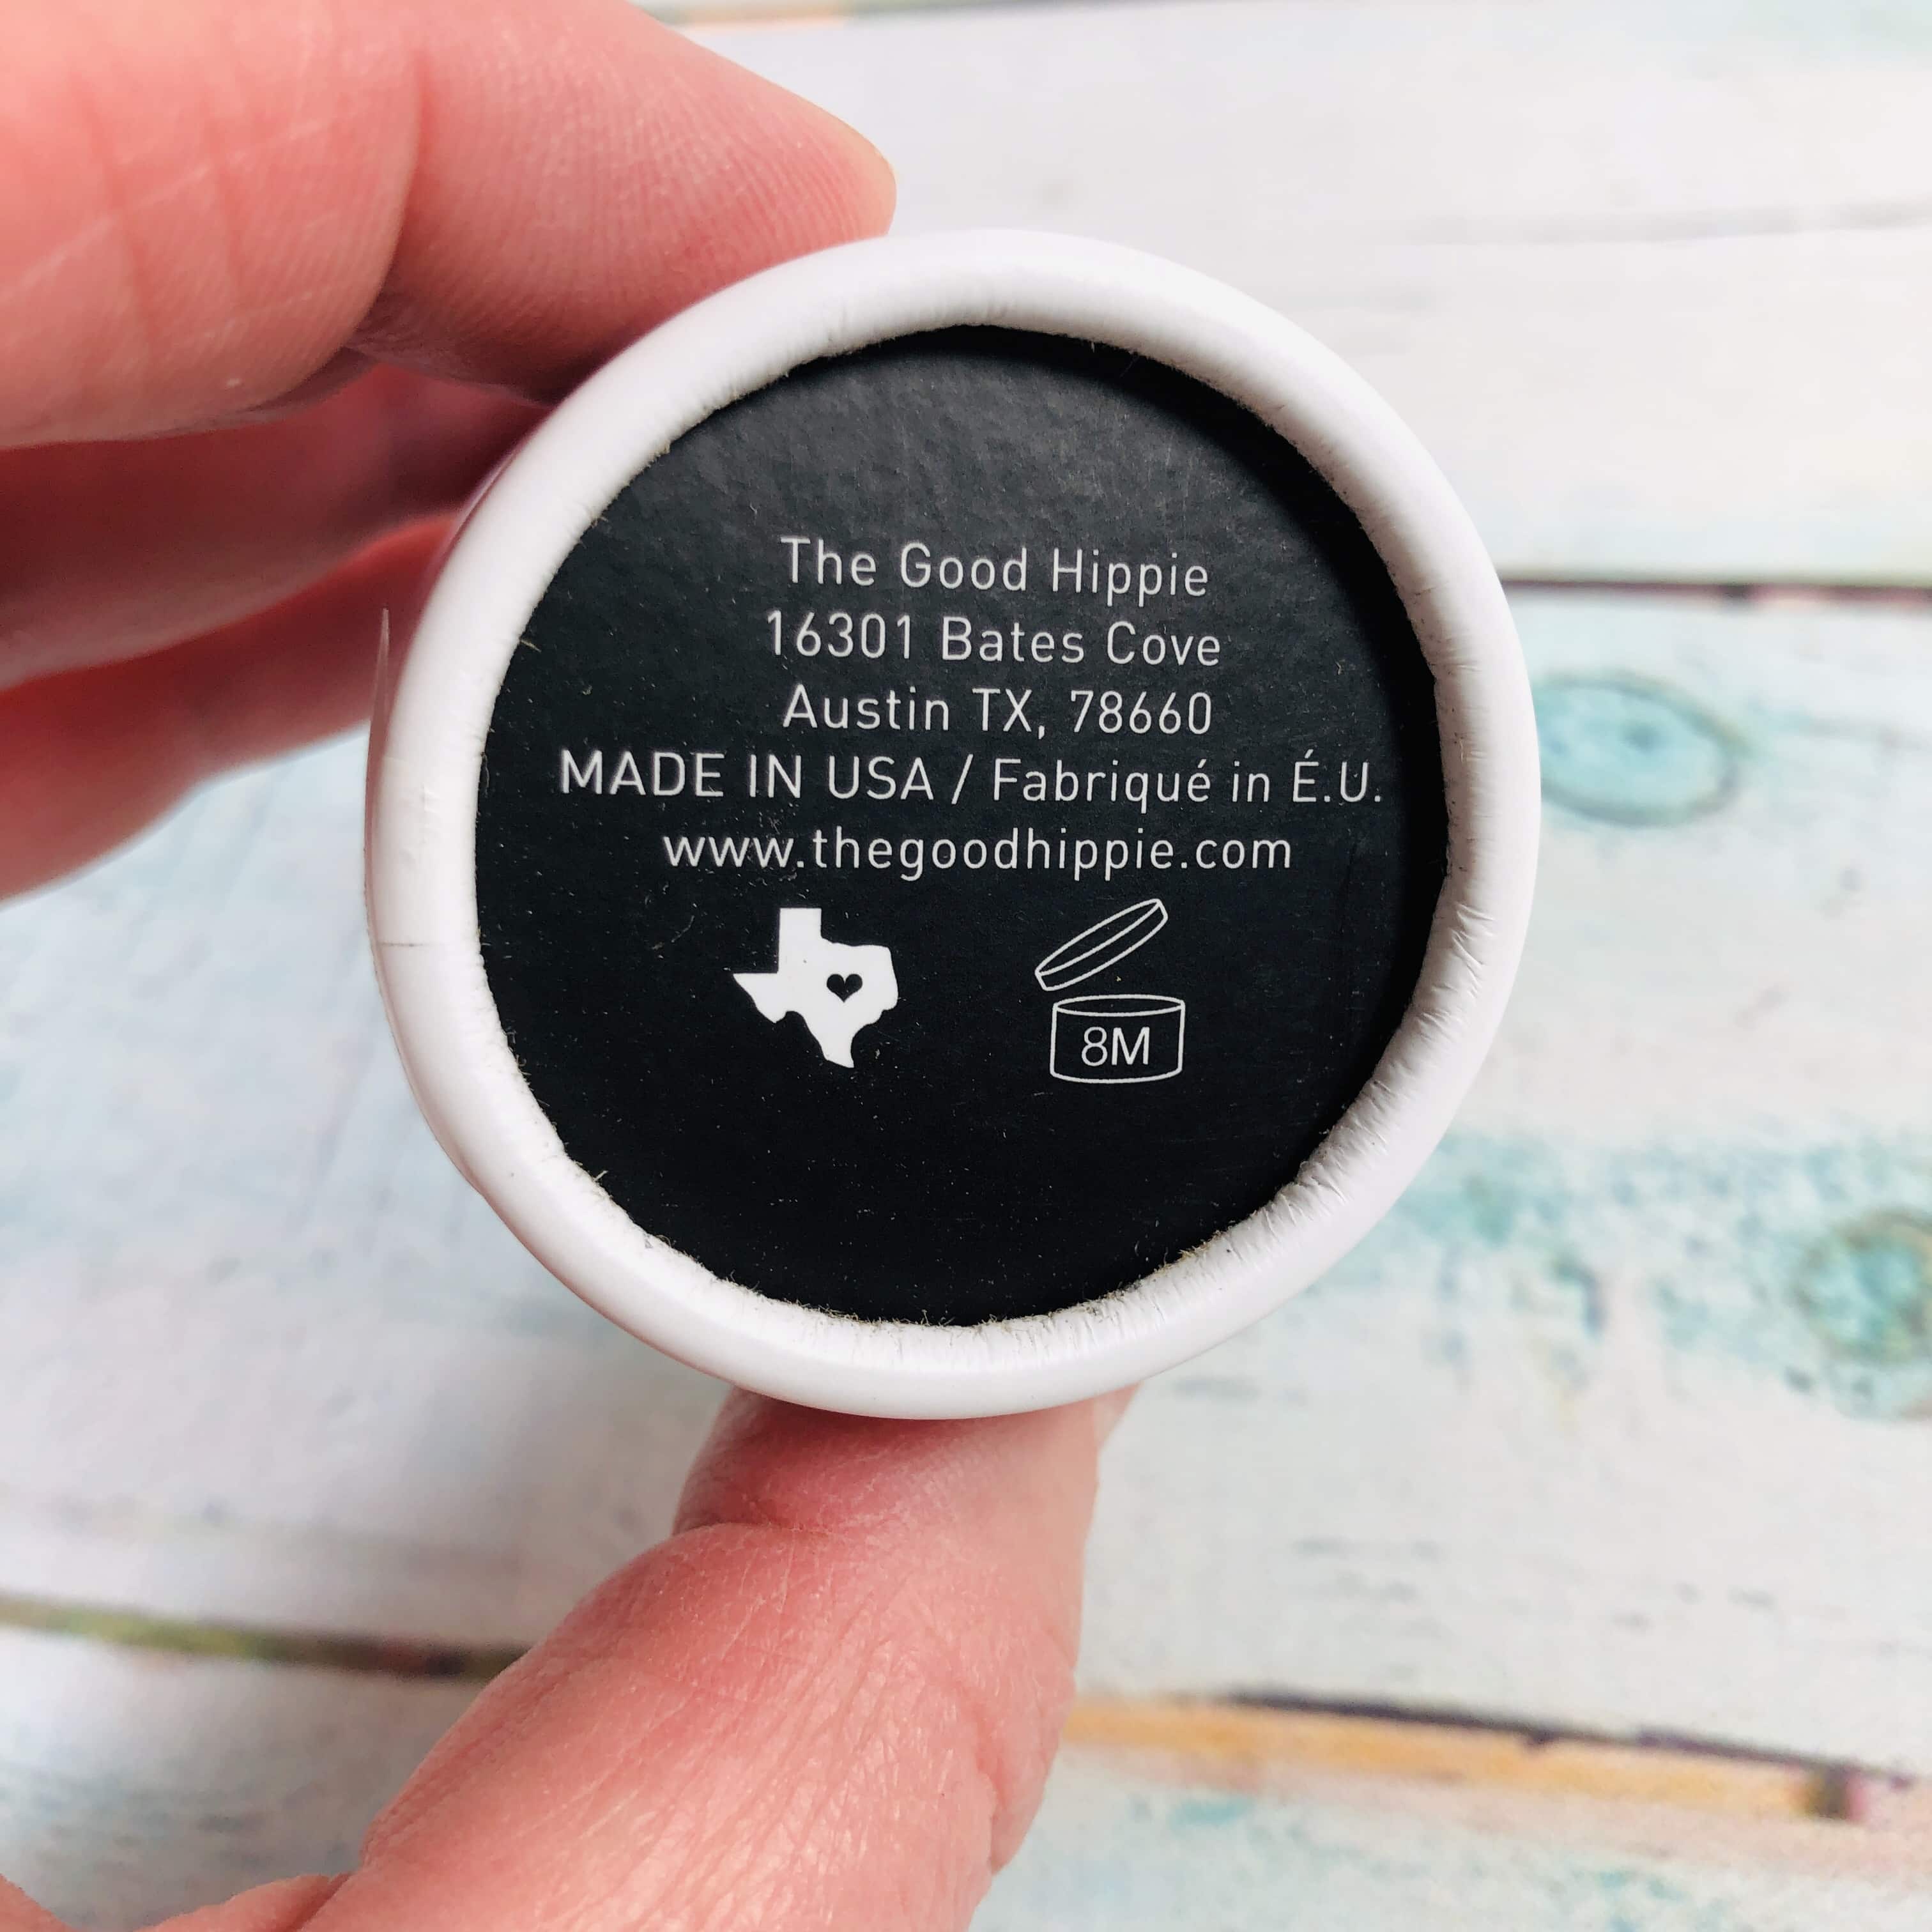 The Good Hippie
16301 Bates Cove
Austin TX, 78660
MADE IN USA / Fabriqué in É.U.
www.thegoodhippie.com
8M